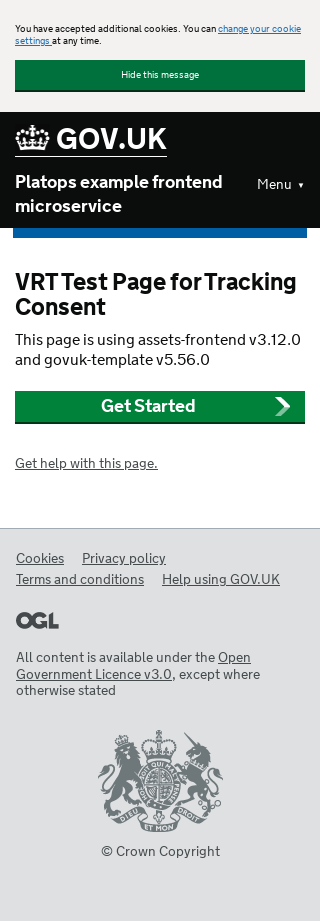 You have accepted additional cookies. You can change your cookie
settings at any time.
Hide this message
GOV.UK
Platops example frontend
microservice
Menu ▼
VRT Test Page for Tracking
Consent
This page is using assets-frontend v3.12.0
and govuk-template v5.56.0
Get Started
Get help with this page.
Cookies Privacy policy
Terms and conditions Help using GOV.UK
OGL
All content is available under the Open
Government Licence v3.0, except where
otherwise stated
DIEU ET MON DROIT
© Crown Copyright